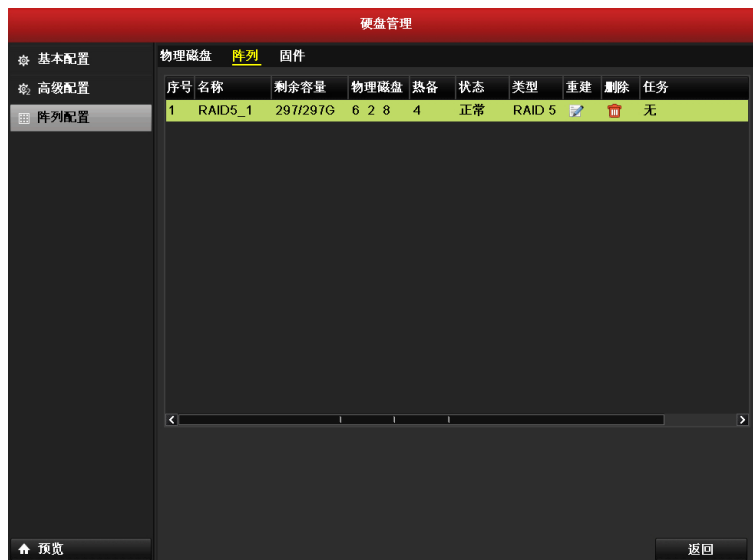 硬盘管理
基本配置
高级配置
阵列配置
物理磁盘 阵列 固件
序号 名称 剩余容量 物理磁盘 热备 状态 类型 重建 删除 任务
1 RAID5_1 297/297G 6 2 8 4 正常 RAID 5 无
预览
返回